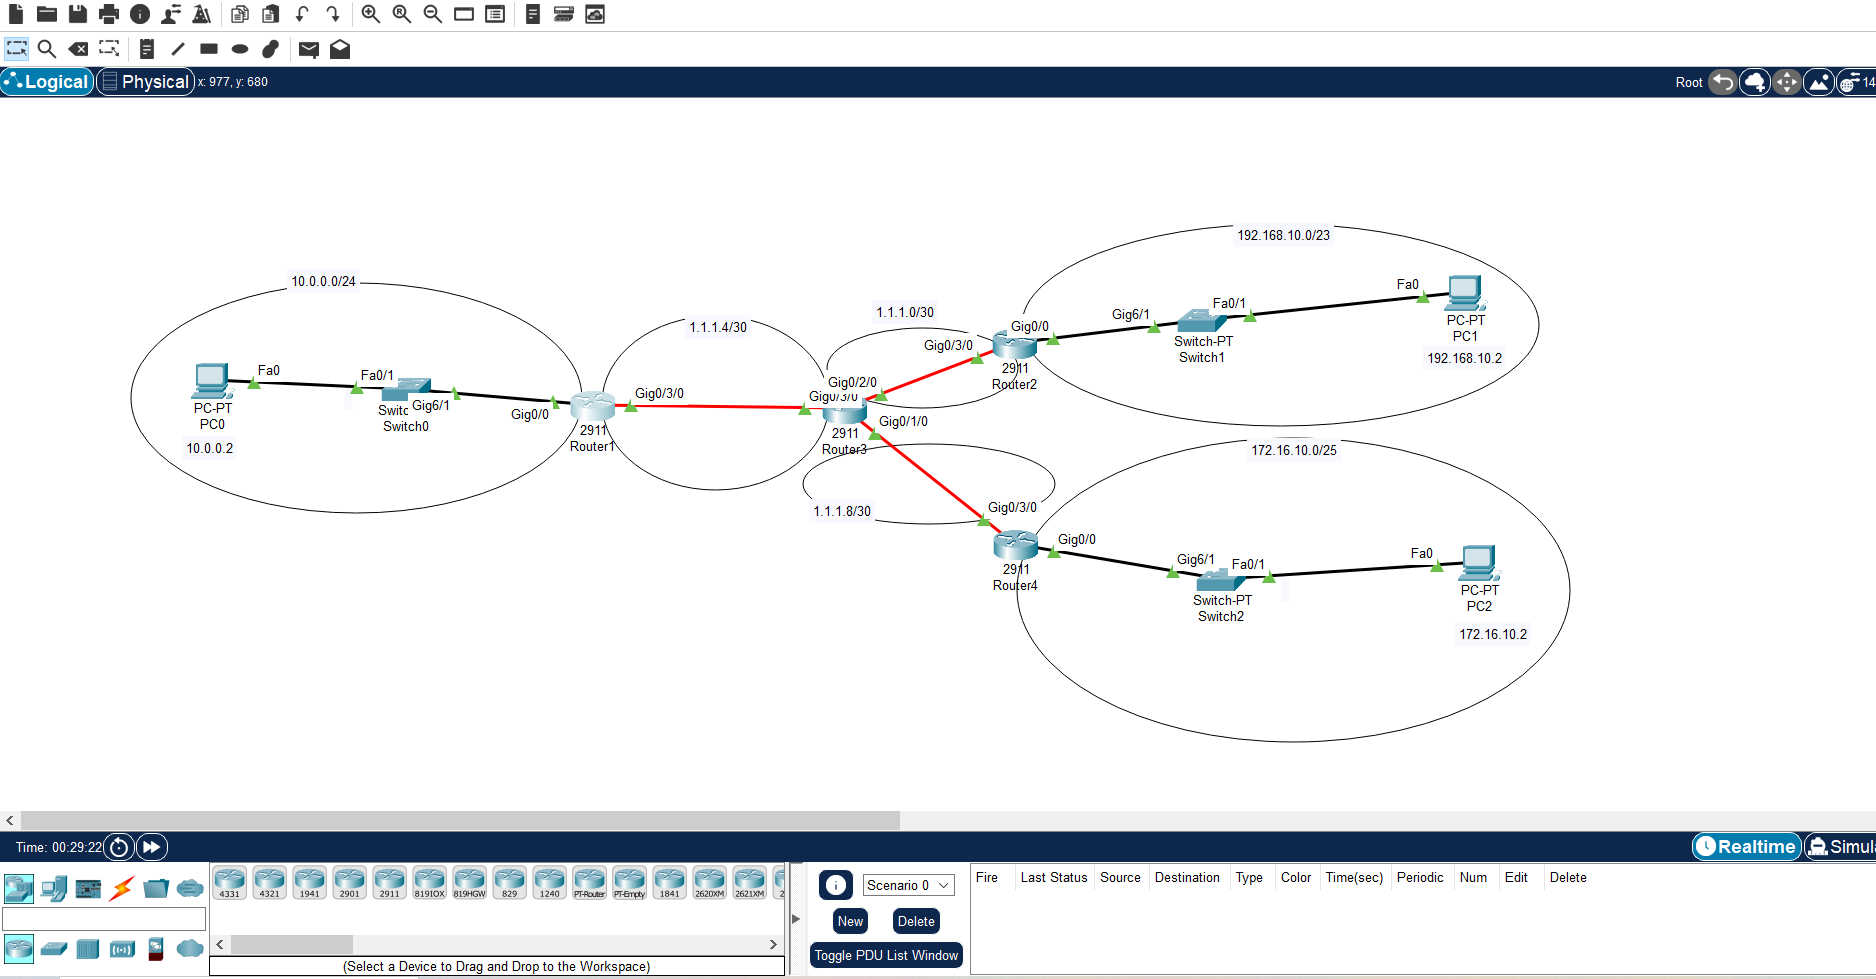 Logical
Physical
x: 977, y: 680
Root
14
192.168.10.0/23
10.0.0.0/24
Fa0
1.1.1.0/30
Fa0/1
Gig6/1
1.1.1.4/30
Gig0/0
PC-PT
PC1
Switch-PT
Switch1
Gig0/3/0
192.168.10.2
2911
Router2
Fa0
Fa0/1
Gig0/2/0
Gig0/3/0
Gig0/3/0
PC-PT
PC0
Switc
Gig6/1
Switch0
Gig0/0
Gig0/1/0
2911
Router1
2911
Router3
10.0.0.2
172.16.10.0/25
1.1.1.8/30
Gig0/3/0
Gig0/0
Gig6/1
Fa0/1
Fa0
2911
Router4
Switch-PT
Switch2
PC-PT
PC2
172.16.10.2
Time: 00:29:22
Realtime
Simula
4331
4321
1941
2901
2911
819IOX
819HGW
829
1240
PT-Router
PT-Empty
1841
2620XM
2621XM
2
(Select a Device to Drag and Drop to the Workspace)
Scenario 0
New
Delete
Toggle PDU List Window
Fire
Last Status
Source
Destination
Type
Color
Time(sec)
Periodic
Num
Edit
Delete